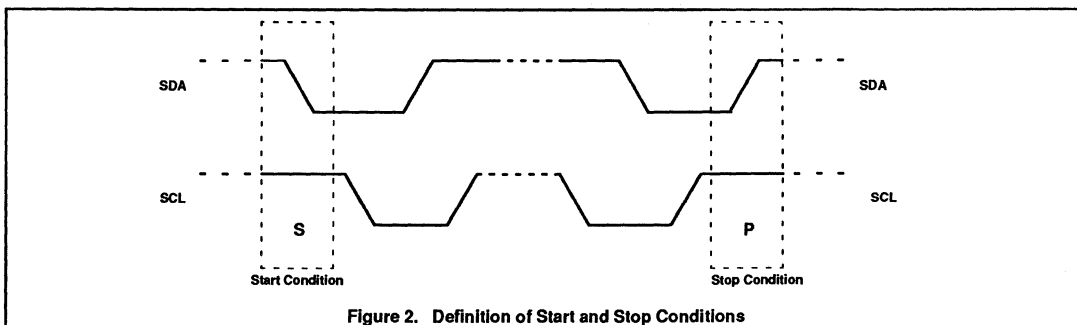 SDA
SDA
SCL
SCL
S
P
Start Condition
Stop Condition
Figure 2. Definition of Start and Stop Conditions